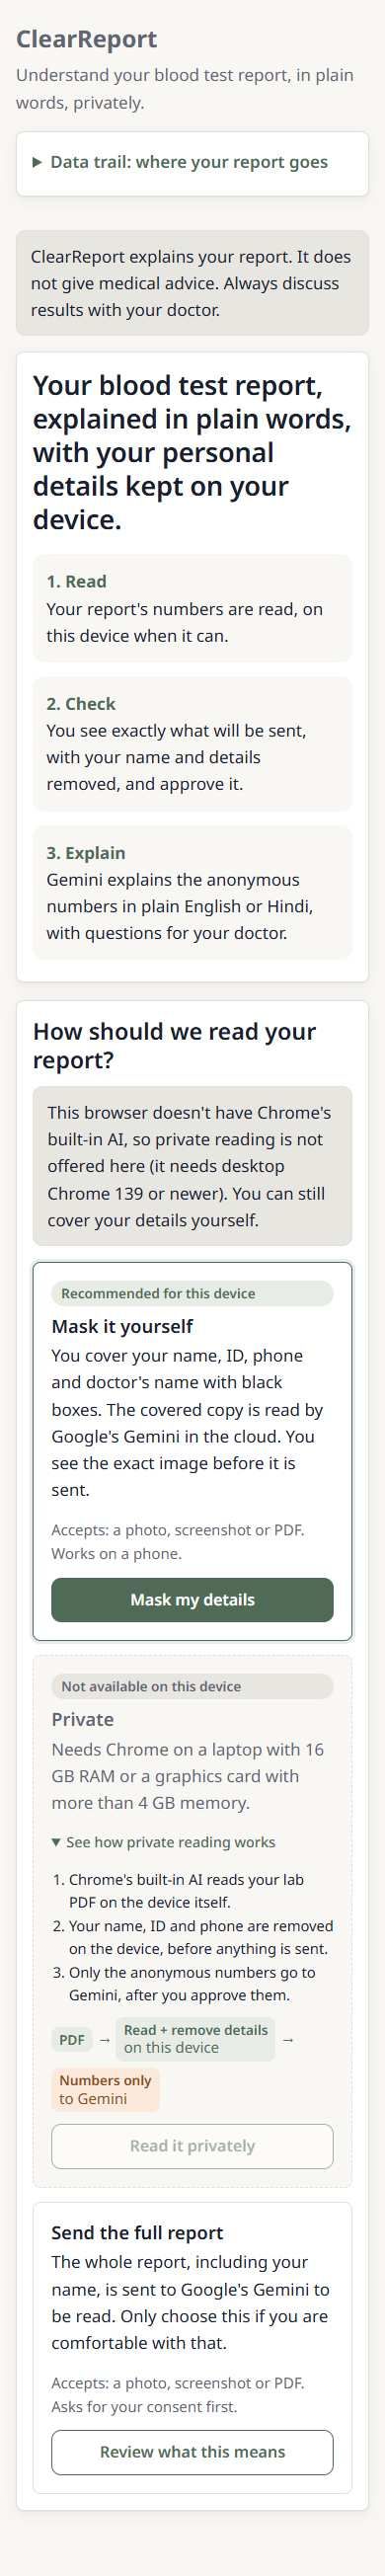 ClearReport
Understand your blood test report, in plain
words, privately.
▶ Data trail: where your report goes
ClearReport explains your report. It does
not give medical advice. Always discuss
results with your doctor.
Your blood test report,
explained in plain words,
with your personal
details kept on your
device.
1. Read
Your report's numbers are read, on
this device when it can.
2. Check
You see exactly what will be sent,
with your name and details
removed, and approve it.
3. Explain
Gemini explains the anonymous
numbers in plain English or Hindi,
with questions for your doctor.
How should we read your
report?
This browser doesn't have Chrome's
built-in AI, so private reading is not
offered here (it needs desktop
Chrome 139 or newer). You can still
cover your details yourself.
Recommended for this device
Mask it yourself
You cover your name, ID, phone
and doctor's name with black
boxes. The covered copy is read by
Google's Gemini in the cloud. You
see the exact image before it is
sent.
Accepts: a photo, screenshot or PDF.
Works on a phone.
Mask my details
Not available on this device
Private
Needs Chrome on a laptop with 16
GB RAM or a graphics card with
more than 4 GB memory.
▼ See how private reading works
1. Chrome's built-in AI reads your lab
PDF on the device itself.
2. Your name, ID and phone are removed
on the device, before anything is sent.
3. Only the anonymous numbers go to
Gemini, after you approve them.
PDF → Read + remove details →
on this device
Numbers only
to Gemini
Read it privately
Send the full report
The whole report, including your
name, is sent to Google's Gemini to
be read. Only choose this if you are
comfortable with that.
Accepts: a photo, screenshot or PDF.
Asks for your consent first.
Review what this means